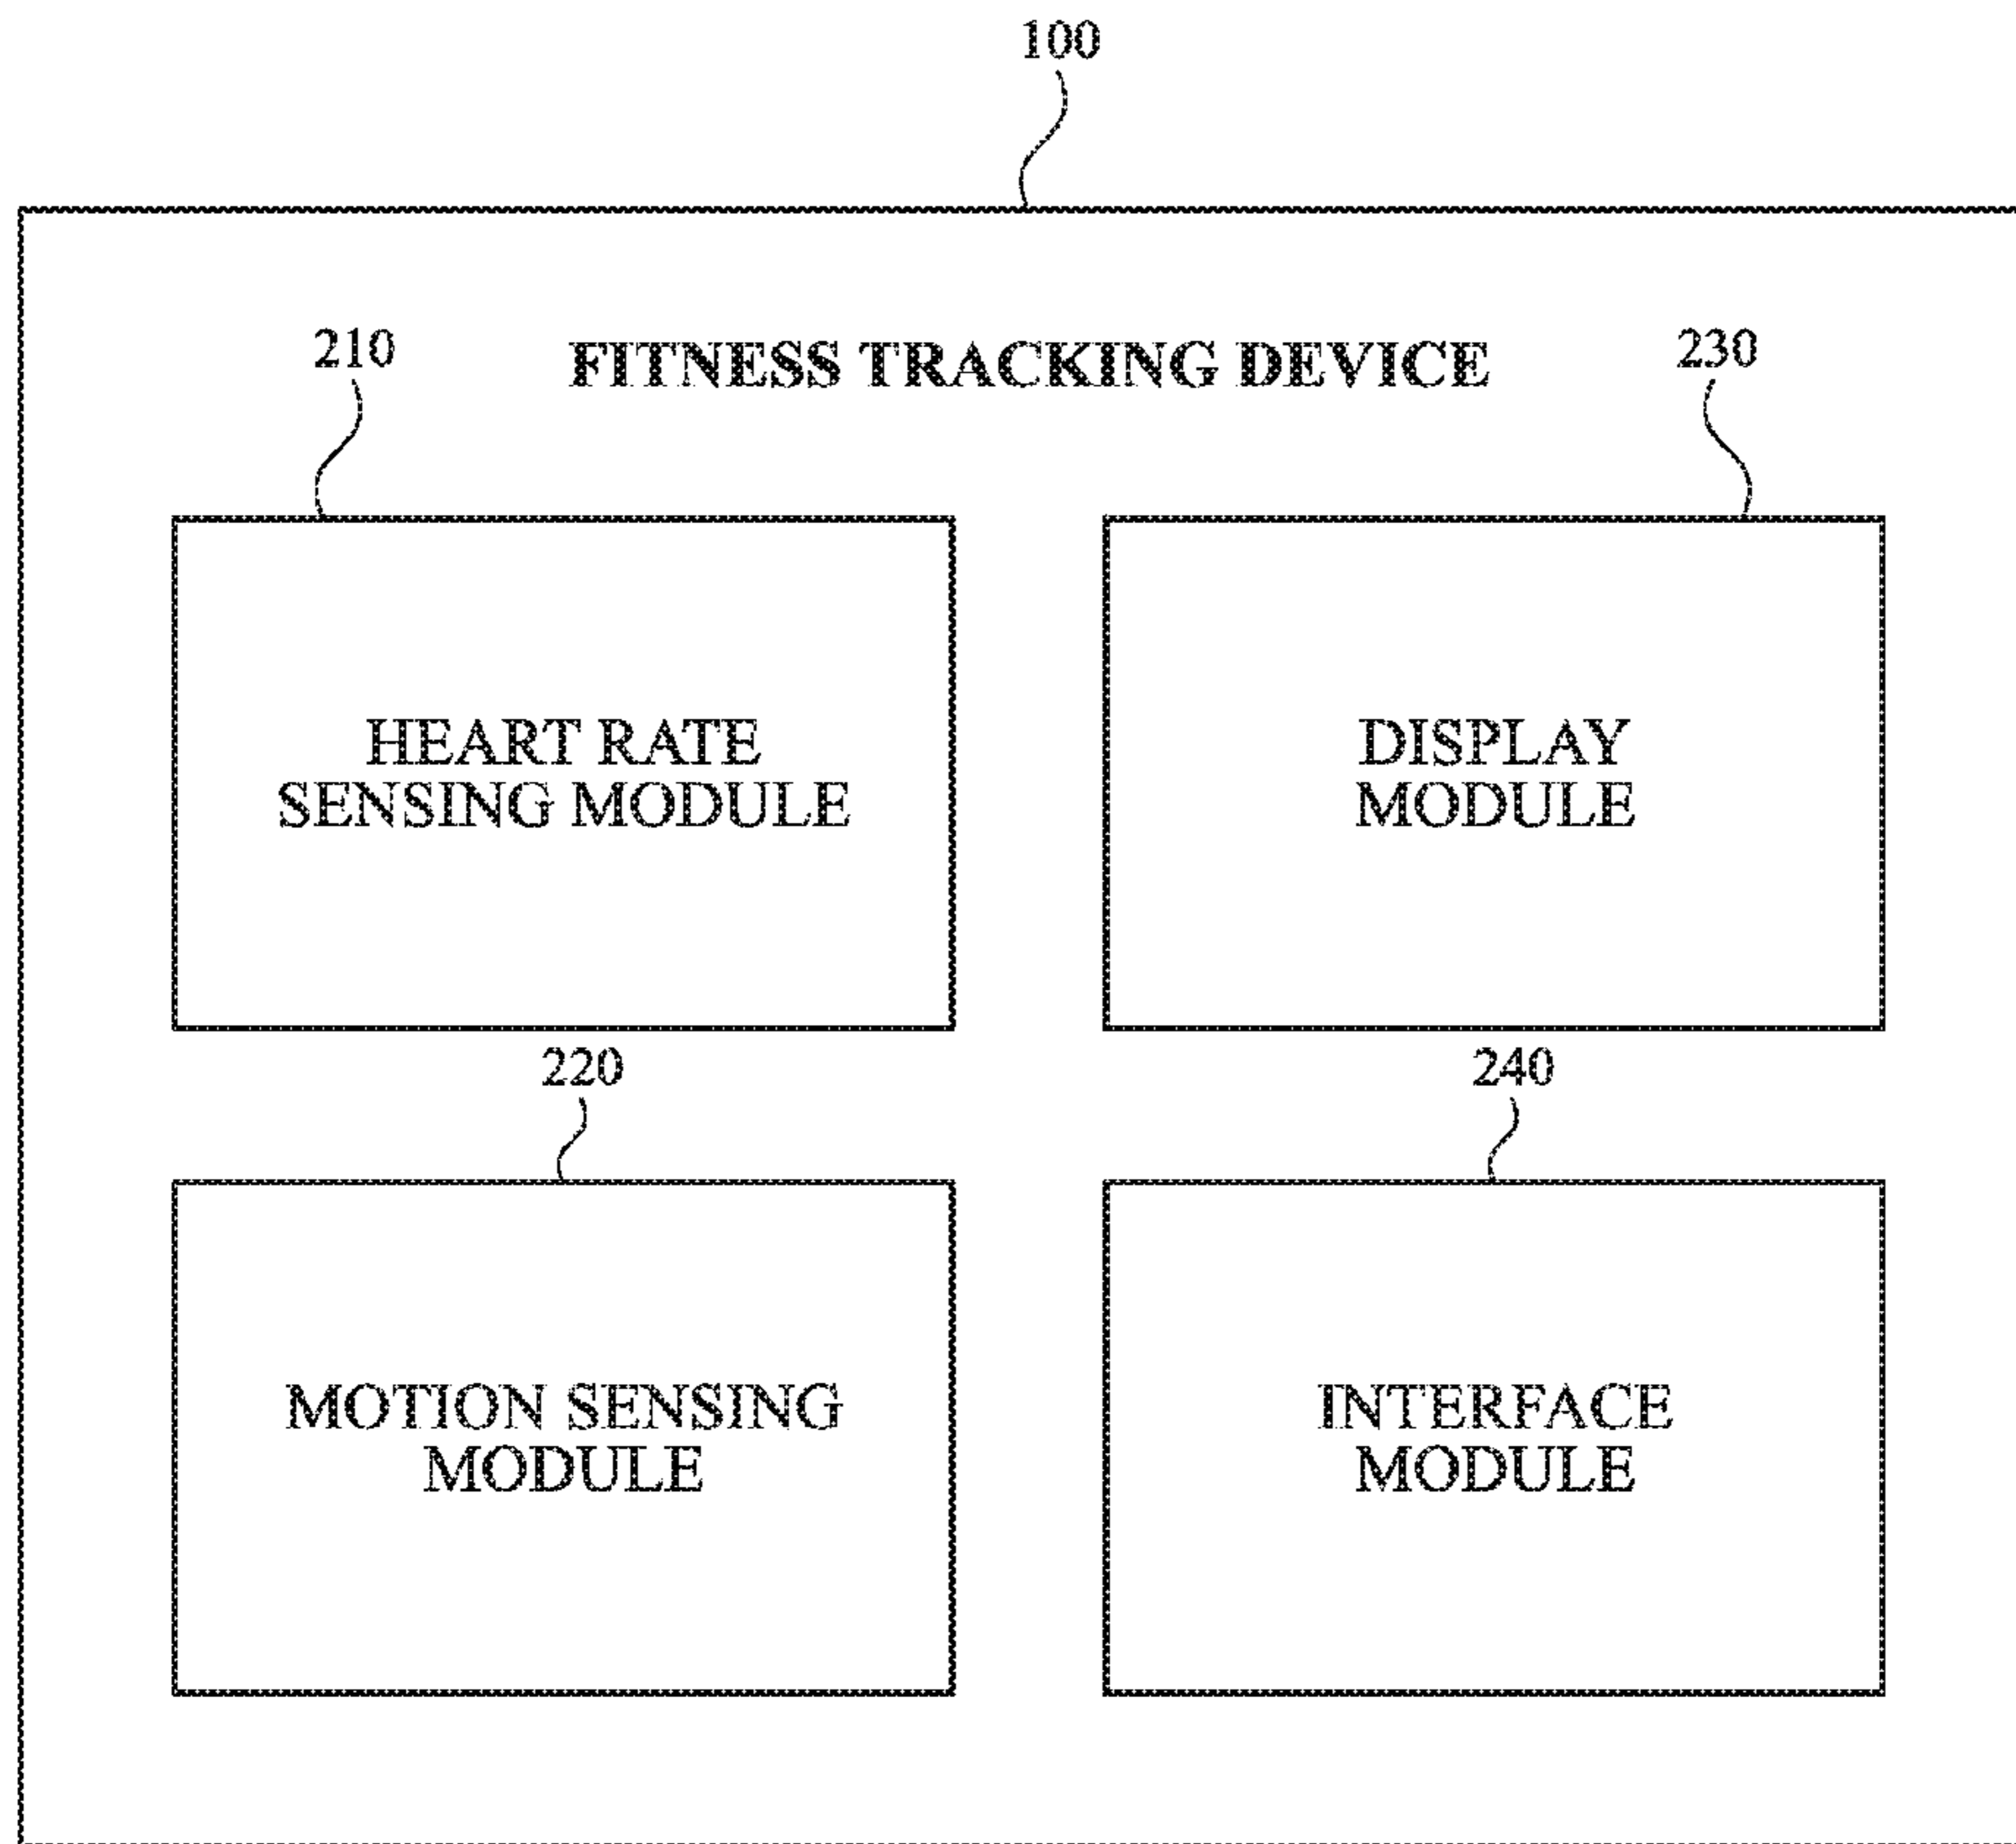 100
210
FITNESS TRACKING DEVICE
230
HEART RATE
SENSING MODULE
DISPLAY
MODULE
220
240
MOTION SENSING
MODULE
INTERFACE
MODULE